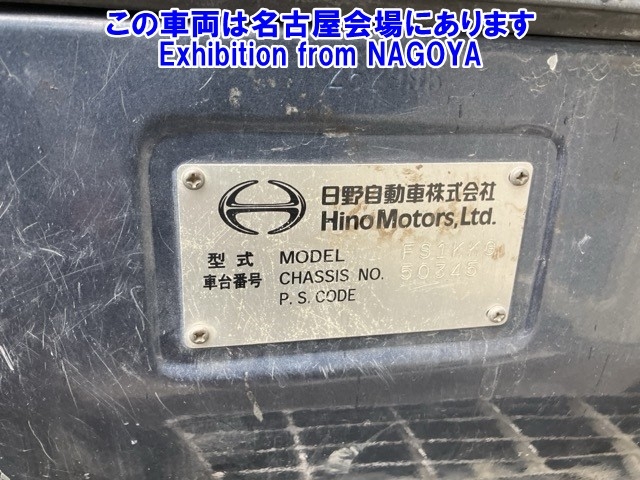 この車両は名古屋会場にあります
Exhibition from NAGOYA
日野自動車株式会社
Hino Motors, Ltd.
型式 MODEL
車台番号 CHASSIS NO. 50345
P. S. CODE